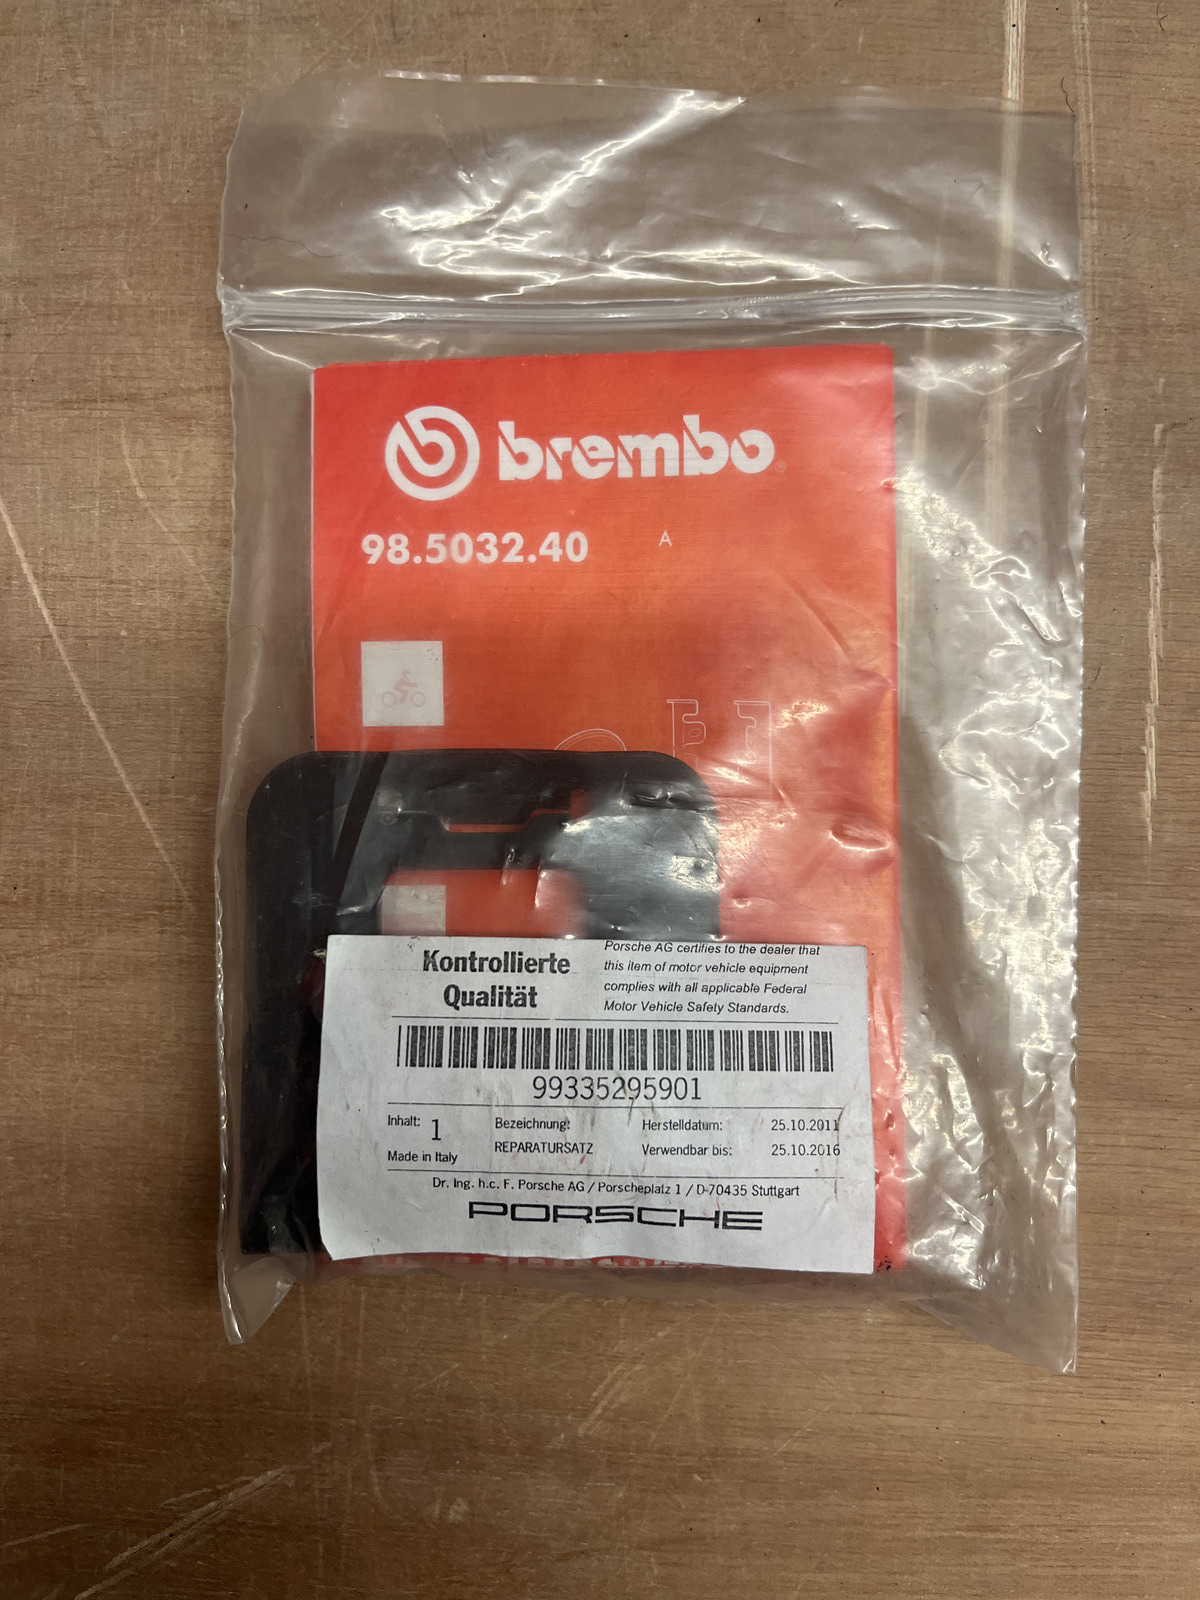 brembo
98.5032.40 A
Kontrollierte
Qualität
Porsche AG certifies to the dealer that
this item of motor vehicle equipment
complies with all applicable Federal
Motor Vehicle Safety Standards.
99335295901
Inhalt: 1
Made in Italy
Bezeichnung:
REPARATURSATZ
Herstelldatum: 25.10.2011
Verwendbar bis: 25.10.2016
Dr. Ing. h.c. F. Porsche AG / Porscheplatz 1 / D-70435 Stuttgart
PORSCHE